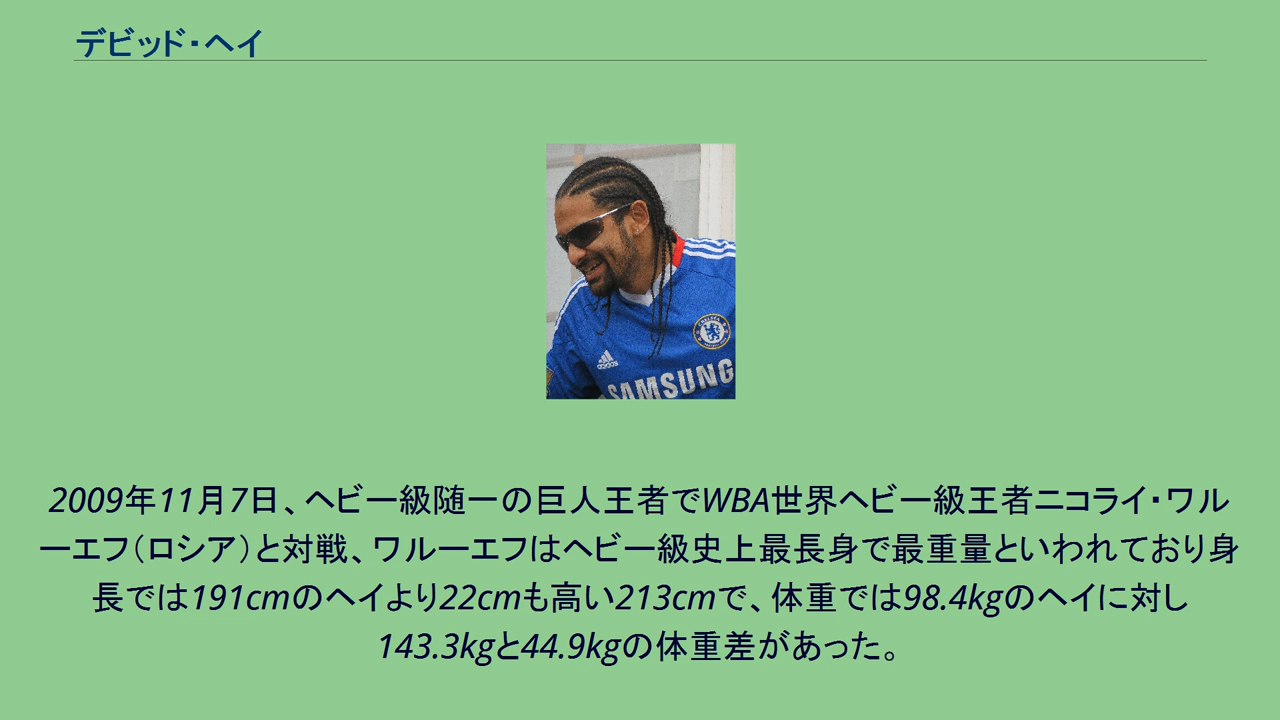 デビッド・ヘイ
CHELSEA
adidas
SAMSUNG
2009年11月7日、ヘビー級随一の巨人王者でWBA世界ヘビー級王者ニコライ・ワル
ーエフ（ロシア）と対戦、ワルーエフはヘビー級史上最長身で最重量といわれており身
長では191cmのヘイより22cmも高い213cmで、体重では98.4kgのヘイに対し
143.3kgと44.9kgの体重差があった。